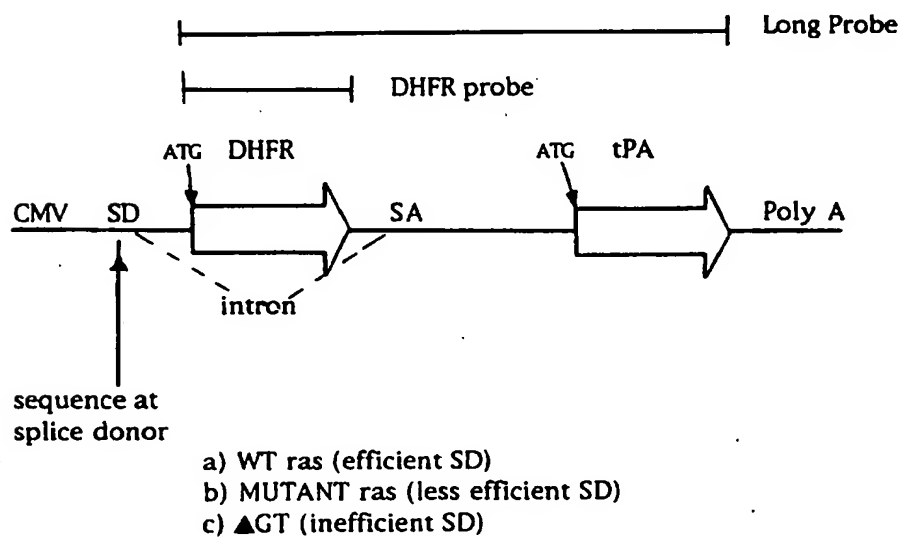 Long Probe
DHFR probe
ATG DHFR ATG tPA
CMV SD SA Poly A
intron
sequence at
splice donor
a) WT ras (efficient SD)
b) MUTANT ras (less efficient SD)
c) ▲GT (inefficient SD)